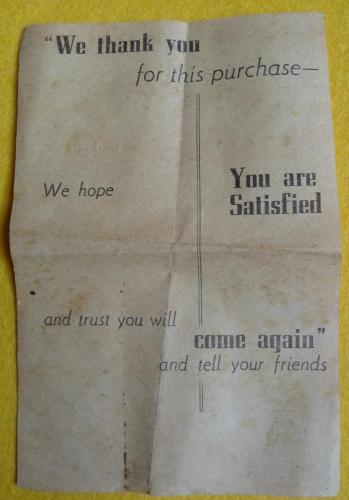 "We thank you
for this purchase—
We hope
You are
Satisfied
and trust you will
come again"
and tell your friends